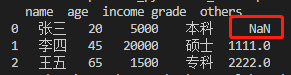 name age income grade others
0 张三 20 5000 本科 NaN
1 李四 45 20000 硕士 1111.0
2 王五 65 1500 专科 2222.0